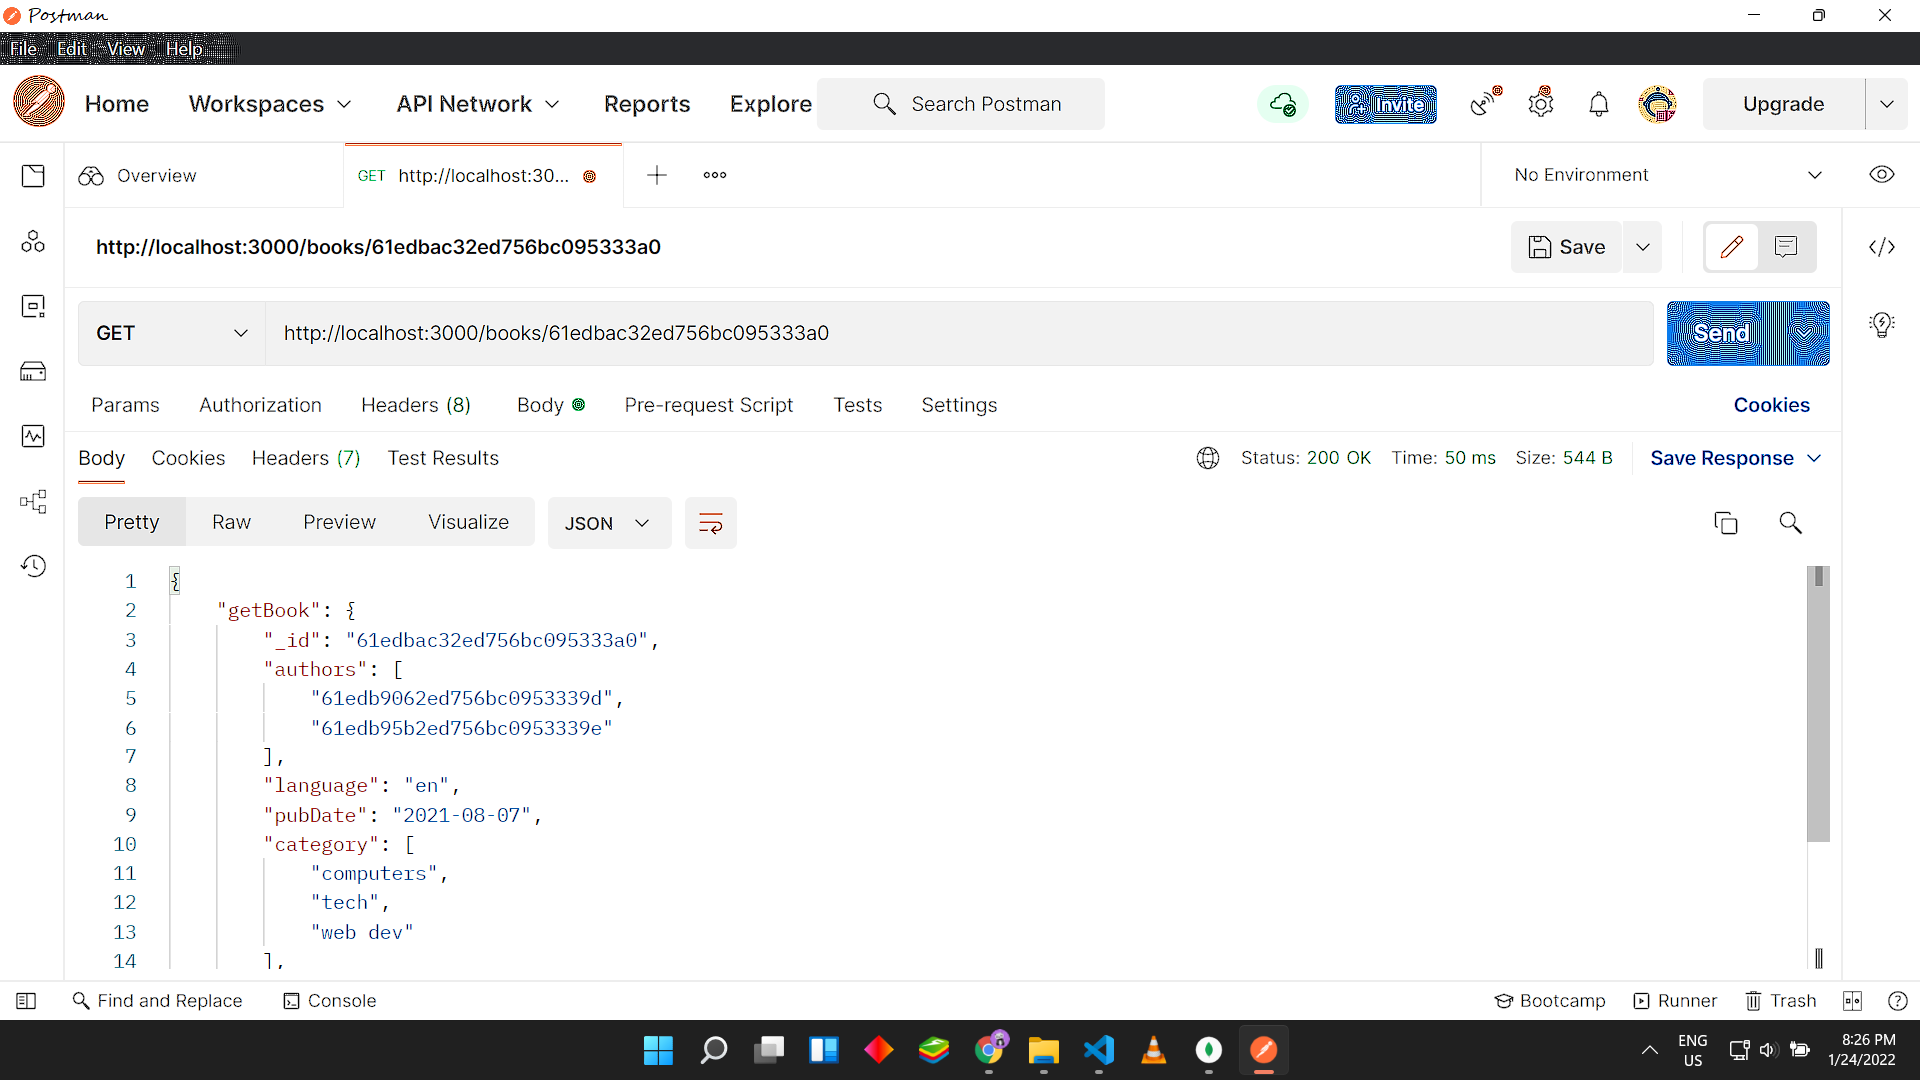 Postman
File Edit View Help
Home Workspaces API Network Reports Explore Search Postman Invite Upgrade
Overview GET http://localhost:30... No Environment
http://localhost:3000/books/61edbac32ed756bc095333a0 Save
GET http://localhost:3000/books/61edbac32ed756bc095333a0 Send
Params Authorization Headers (8) Body Pre-request Script Tests Settings Cookies
Body Cookies Headers (7) Test Results Status: 200 OK Time: 50 ms Size: 544 B Save Response
Pretty Raw Preview Visualize JSON
1 {
2 "getBook": {
3 "_id": "61edbac32ed756bc095333a0",
4 "authors": [
5 "61edb9062ed756bc0953339d",
6 "61edb95b2ed756bc0953339e"
7 ],
8 "language": "en",
9 "pubDate": "2021-08-07",
10 "category": [
11 "computers",
12 "tech",
13 "web dev"
14 ],
Find and Replace Console Bootcamp Runner Trash
ENG 8:26 PM
US 1/24/2022